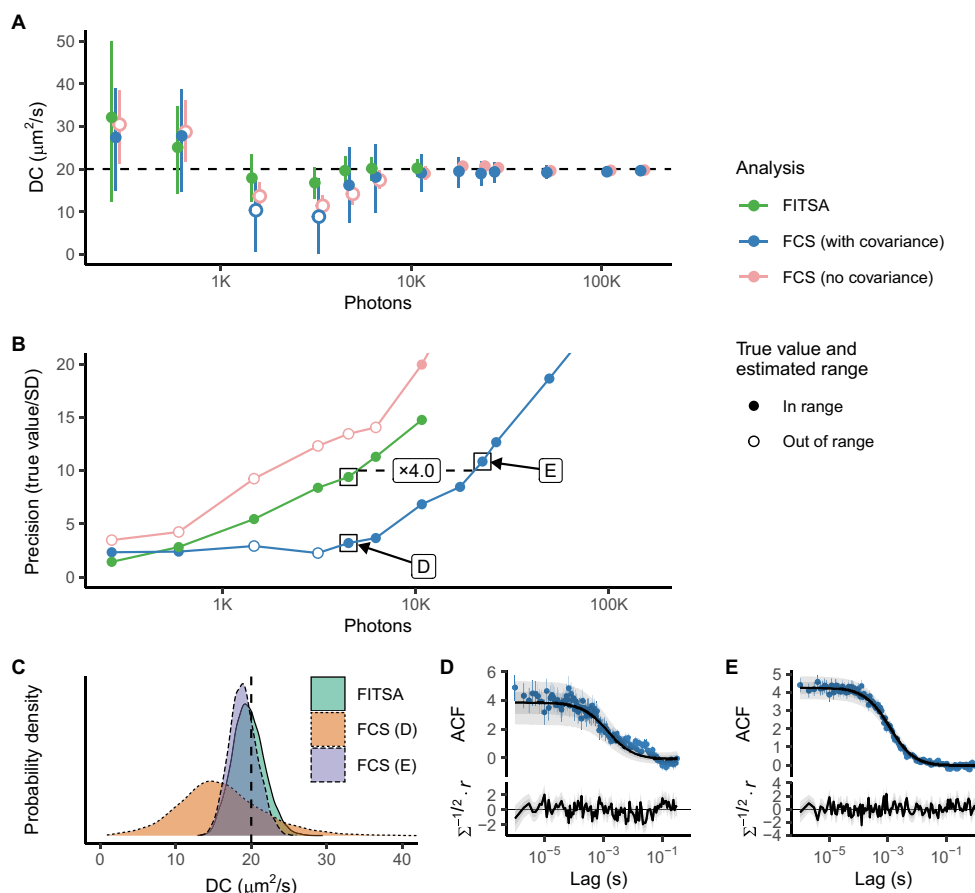 A
50
40
30
20
10
0
DC (μm²/s)
1K
10K
100K
Photons
Analysis
FITSA
FCS (with covariance)
FCS (no covariance)
True value and
estimated range
In range
Out of range
B
20
15
10
5
0
Precision (true value/SD)
×4.0
E
D
1K
10K
100K
Photons
C
Probability density
FITSA
FCS (D)
FCS (E)
0
10
20
30
40
DC (μm²/s)
D
6
4
2
0
ACF
2
0
-2
Σ⁻¹ᐟ² · r
10⁻⁵
10⁻³
10⁻¹
Lag (s)
E
5
4
3
2
1
0
ACF
4
2
0
-2
-4
Σ⁻¹ᐟ² · r
10⁻⁵
10⁻³
10⁻¹
Lag (s)